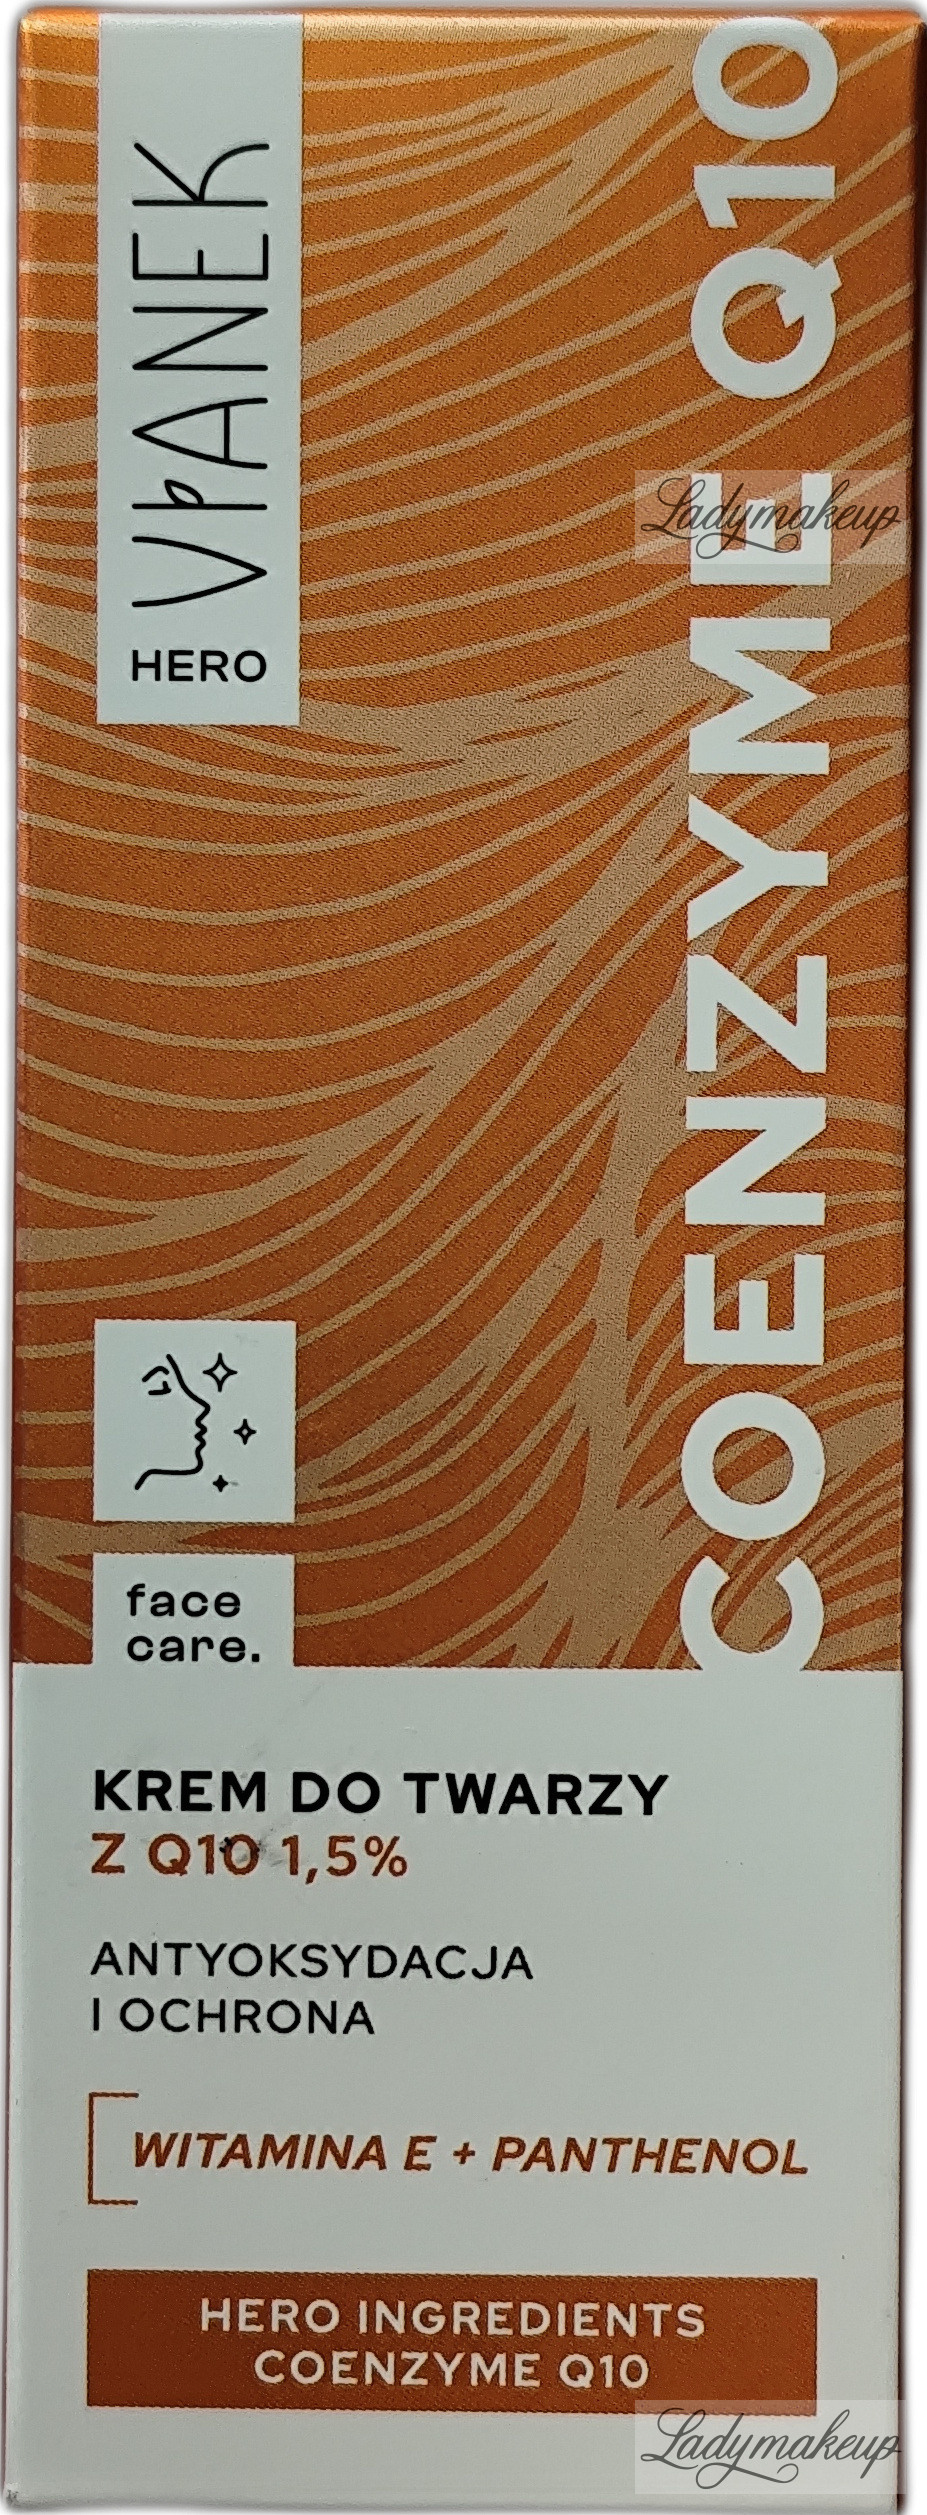 VIANEK
HERO
COENZYME Q10
Ladymakeup
face
care.
KREM DO TWARZY
Z Q10 1,5%
ANTYOKSYDACJA
I OCHRONA
WITAMINA E + PANTHENOL
HERO INGREDIENTS
COENZYME Q10
Ladymakeup